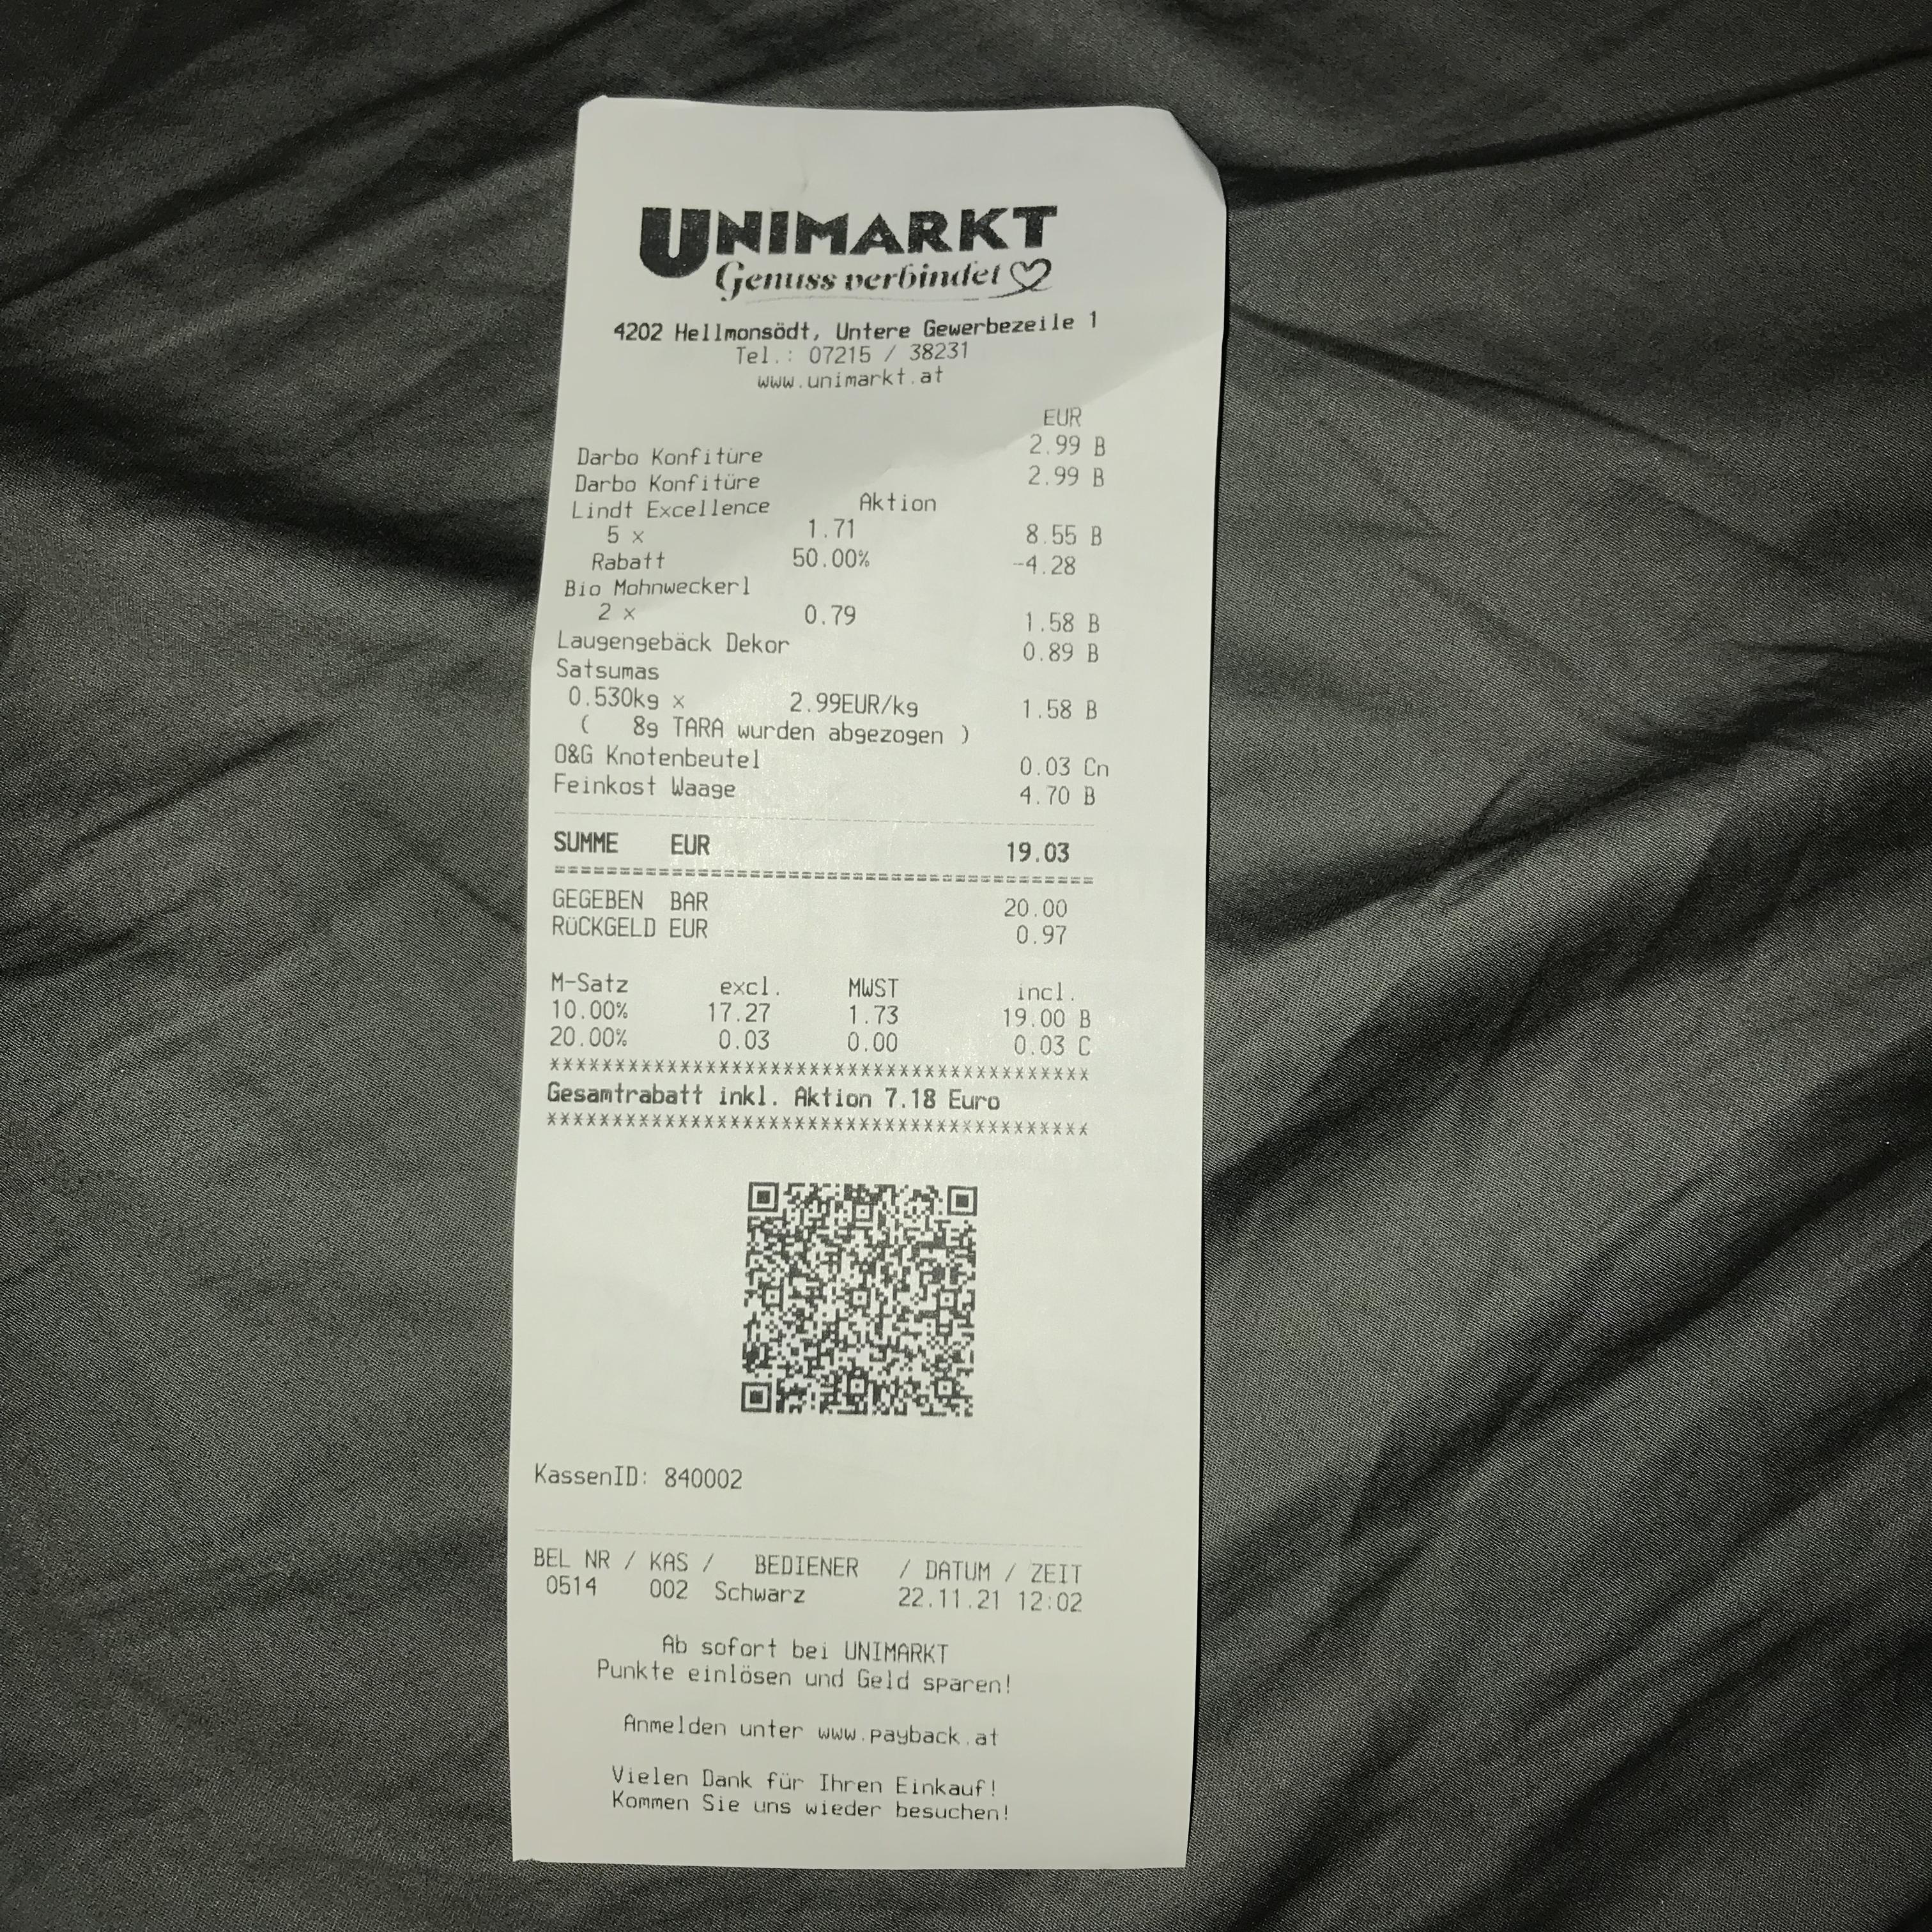 UNIMARKT
Genuss verbindet
4202 Hellmonsödt, Untere Gewerbezeile 1
Tel.: 07215 / 38231
www.unimarkt.at
EUR
Darbo Konfitüre 2.99 B
Darbo Konfitüre 2.99 B
Lindt Excellence Aktion
5 x 1.71 8.55 B
Rabatt 50.00% -4.28
Bio Mohnweckerl
2 x 0.79 1.58 B
Laugengebäck Dekor 0.89 B
Satsumas
0.530kg x 2.99EUR/kg 1.58 B
( 8g TARA wurden abgezogen )
O&G Knotenbeutel 0.03 Cn
Feinkost Waage 4.70 B
SUMME EUR 19.03
==========================================
GEGEBEN BAR 20.00
RÜCKGELD EUR 0.97
M-Satz excl. MWST incl.
10.00% 17.27 1.73 19.00 B
20.00% 0.03 0.00 0.03 C
******************************************
Gesamtrabatt inkl. Aktion 7.18 Euro
******************************************
KassenID: 840002
BEL NR / KAS / BEDIENER / DATUM / ZEIT
0514 002 Schwarz 22.11.21 12:02
Ab sofort bei UNIMARKT
Punkte einlösen und Geld sparen!
Anmelden unter www.payback.at
Vielen Dank für Ihren Einkauf!
Kommen Sie uns wieder besuchen!